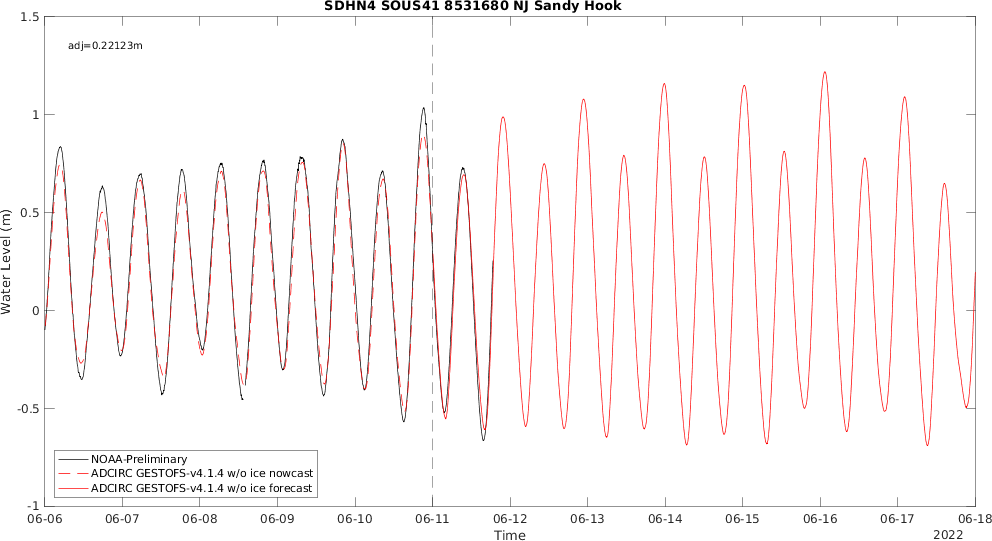 SDHN4 SOUS41 8531680 NJ Sandy Hook
adj=0.22123m
1.5
1
0.5
0
-0.5
-1
Water Level (m)
NOAA-Preliminary
ADCIRC GESTOFS-v4.1.4 w/o ice nowcast
ADCIRC GESTOFS-v4.1.4 w/o ice forecast
06-06 06-07 06-08 06-09 06-10 06-11 06-12 06-13 06-14 06-15 06-16 06-17 06-18
Time
2022